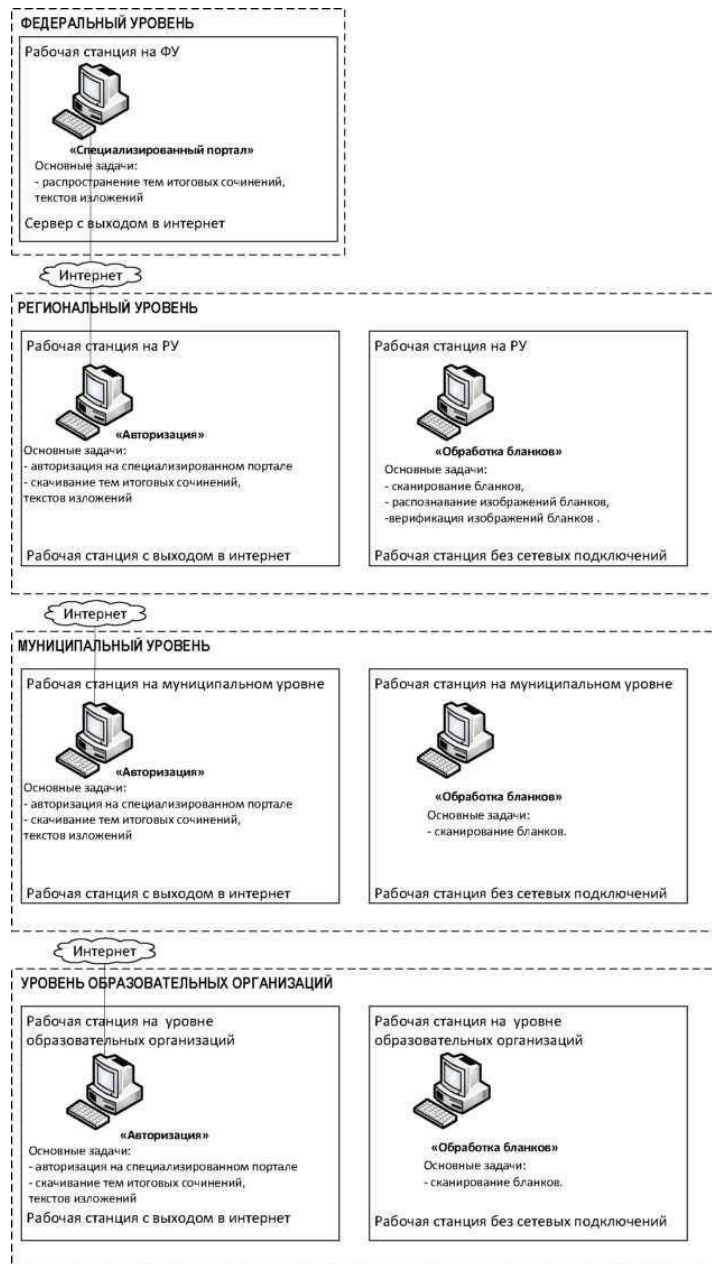 ФЕДЕРАЛЬНЫЙ УРОВЕНЬ
Рабочая станция на ФУ
«Специализированный портал»
Основные задачи:
- распространение тем итоговых сочинений,
текстов изложений
Сервер с выходом в интернет
Интернет
РЕГИОНАЛЬНЫЙ УРОВЕНЬ
Рабочая станция на РУ
«Авторизация»
Основные задачи:
- авторизация на специализированном портале
- скачивание тем итоговых сочинений,
текстов изложений
Рабочая станция с выходом в интернет
Рабочая станция на РУ
«Обработка бланков»
Основные задачи:
- сканирование бланков,
- распознавание изображений бланков,
-верификация изображений бланков .
Рабочая станция без сетевых подключений
Интернет
МУНИЦИПАЛЬНЫЙ УРОВЕНЬ
Рабочая станция на муниципальном уровне
«Авторизация»
Основные задачи:
- авторизация на специализированном портале
- скачивание тем итоговых сочинений,
текстов изложений
Рабочая станция с выходом в интернет
Рабочая станция на муниципальном уровне
«Обработка бланков»
Основные задачи:
- сканирование бланков.
Рабочая станция без сетевых подключений
Интернет
УРОВЕНЬ ОБРАЗОВАТЕЛЬНЫХ ОРГАНИЗАЦИЙ
Рабочая станция на уровне
образовательных организаций
«Авторизация»
Основные задачи:
- авторизация на специализированном портале
- скачивание тем итоговых сочинений,
текстов изложений
Рабочая станция с выходом в интернет
Рабочая станция на уровне
образовательных организаций
«Обработка бланков»
Основные задачи:
- сканирование бланков.
Рабочая станция без сетевых подключений